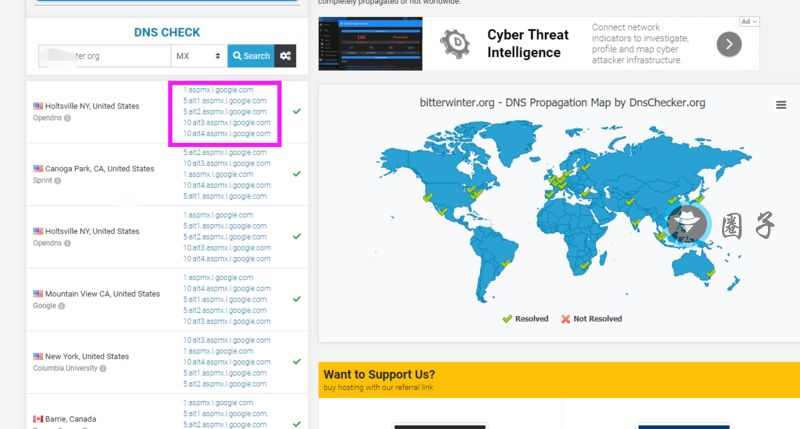 completely propagated or not worldwide.
DNS CHECK
ter.org
MX
Search
Ad
Cyber Threat
Intelligence
Connect network
indicators to investigate,
profile and map cyber
attacker infrastructure.
Holtsville NY, United States
Opendns
1:aspmx.l.google.com
5:alt1.aspmx.l.google.com
5:alt2.aspmx.l.google.com
10:alt3.aspmx.l.google.com
10:alt4.aspmx.l.google.com
Canoga Park, CA, United States
Sprint
5:alt2.aspmx.l.google.com
10:alt3.aspmx.l.google.com
1:aspmx.l.google.com
10:alt4.aspmx.l.google.com
5:alt1.aspmx.l.google.com
Holtsville NY, United States
Opendns
1:aspmx.l.google.com
5:alt1.aspmx.l.google.com
5:alt2.aspmx.l.google.com
10:alt3.aspmx.l.google.com
10:alt4.aspmx.l.google.com
Mountain View CA, United States
Google
1:aspmx.l.google.com
10:alt4.aspmx.l.google.com
5:alt1.aspmx.l.google.com
5:alt2.aspmx.l.google.com
10:alt3.aspmx.l.google.com
New York, United States
Columbia University
10:alt3.aspmx.l.google.com
1:aspmx.l.google.com
10:alt4.aspmx.l.google.com
5:alt1.aspmx.l.google.com
5:alt2.aspmx.l.google.com
Barrie, Canada
1:aspmx.l.google.com
5:alt1.aspmx.l.google.com
5:alt2.aspmx.l.google.com
bitterwinter.org - DNS Propagation Map by DnsChecker.org
圈子
Resolved
Not Resolved
Want to Support Us?
buy hosting with our referral link